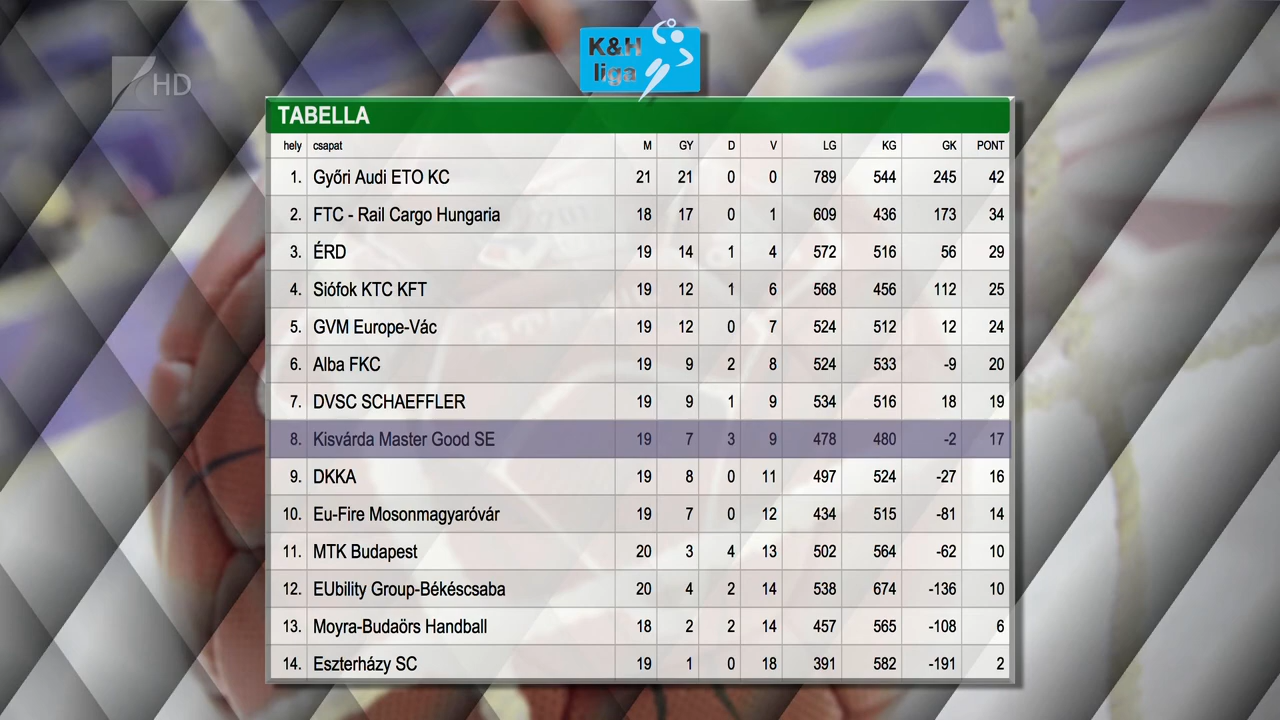 K&H
liga
HD
TABELLA
hely csapat M GY D V LG KG GK PONT
1. Győri Audi ETO KC 21 21 0 0 789 544 245 42
2. FTC - Rail Cargo Hungaria 18 17 0 1 609 436 173 34
3. ÉRD 19 14 1 4 572 516 56 29
4. Siófok KTC KFT 19 12 1 6 568 456 112 25
5. GVM Europe-Vác 19 12 0 7 524 512 12 24
6. Alba FKC 19 9 2 8 524 533 -9 20
7. DVSC SCHAEFFLER 19 9 1 9 534 516 18 19
8. Kisvárda Master Good SE 19 7 3 9 478 480 -2 17
9. DKKA 19 8 0 11 497 524 -27 16
10. Eu-Fire Mosonmagyaróvár 19 7 0 12 434 515 -81 14
11. MTK Budapest 20 3 4 13 502 564 -62 10
12. EUbility Group-Békéscsaba 20 4 2 14 538 674 -136 10
13. Moyra-Budaörs Handball 18 2 2 14 457 565 -108 6
14. Eszterházy SC 19 1 0 18 391 582 -191 2